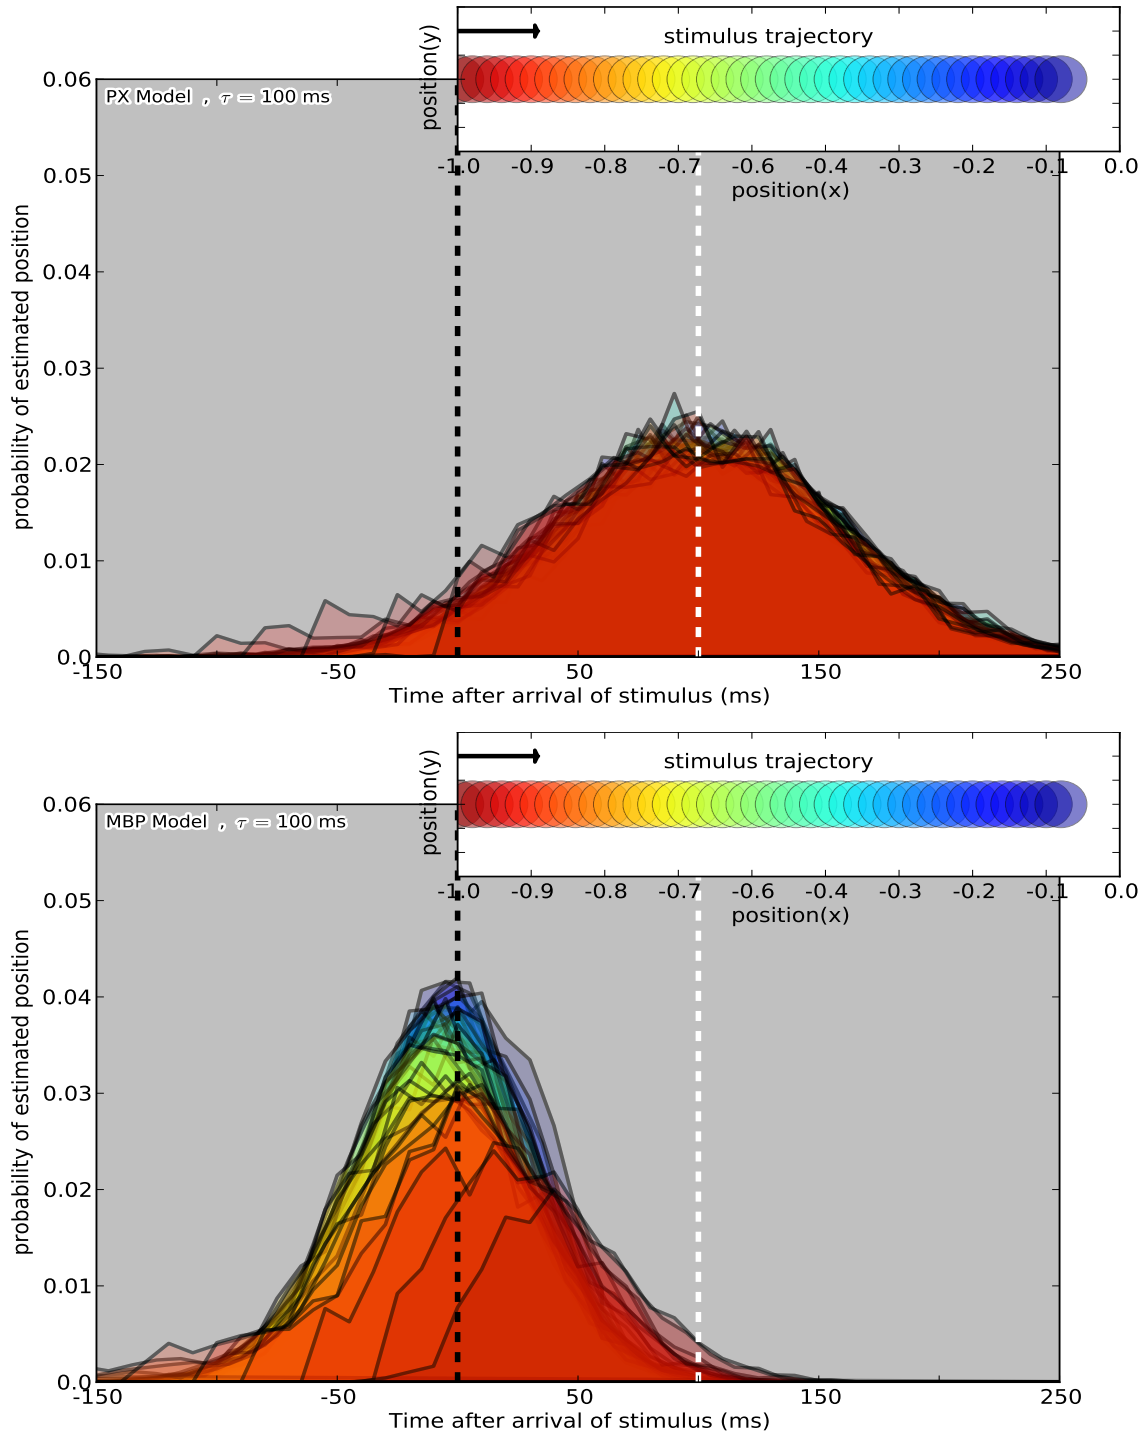 stimulus trajectory
position(y)
-1.0 -0.9 -0.8 -0.7 -0.6 -0.4 -0.3 -0.2 -0.1 0.0
position(x)
PX Model , τ = 100 ms
probability of estimated position
0.06
0.05
0.04
0.03
0.02
0.01
0.0
-150 -50 50 150 250
Time after arrival of stimulus (ms)
stimulus trajectory
position(y)
-1.0 -0.9 -0.8 -0.7 -0.6 -0.4 -0.3 -0.2 -0.1 0.0
position(x)
MBP Model , τ = 100 ms
probability of estimated position
0.06
0.05
0.04
0.03
0.02
0.01
0.0
-150 -50 50 150 250
Time after arrival of stimulus (ms)